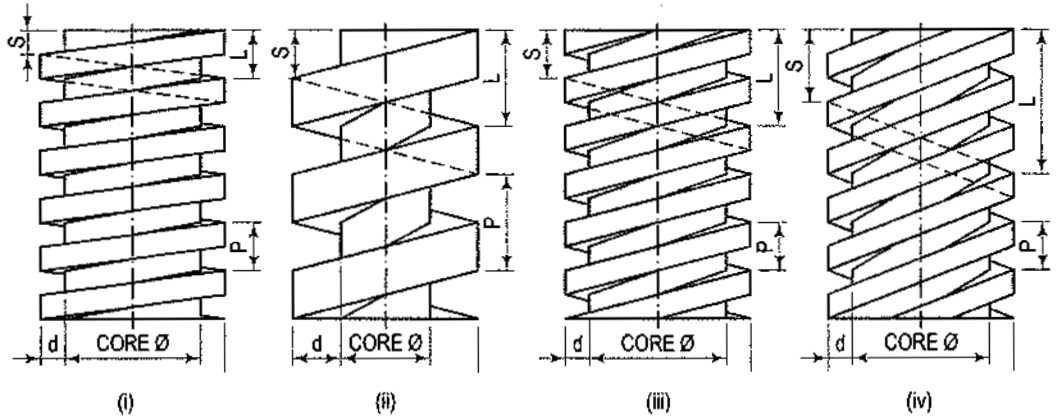 S L S L S L S L
P P P P
d CORE Ø d CORE Ø d CORE Ø d CORE Ø
(i) (ii) (iii) (iv)